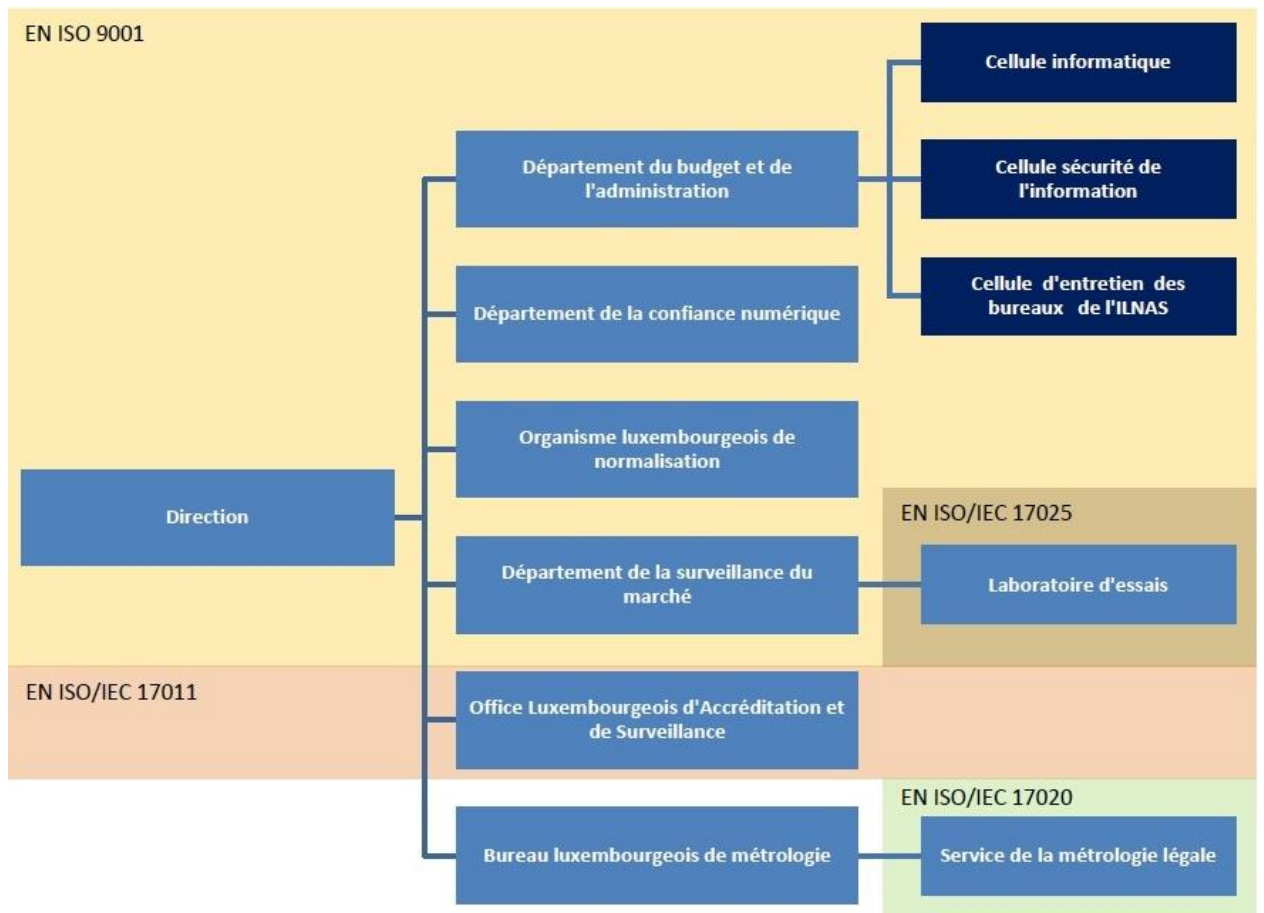 EN ISO 9001
Cellule informatique
Département du budget et de
l'administration
Cellule sécurité de
l'information
Cellule d'entretien des
bureaux de l'ILNAS
Département de la confiance numérique
Organisme luxembourgeois de
normalisation
Direction
EN ISO/IEC 17025
Département de la surveillance du
marché
Laboratoire d'essais
EN ISO/IEC 17011
Office Luxembourgeois d'Accréditation et
de Surveillance
EN ISO/IEC 17020
Bureau luxembourgeois de métrologie
Service de la métrologie légale